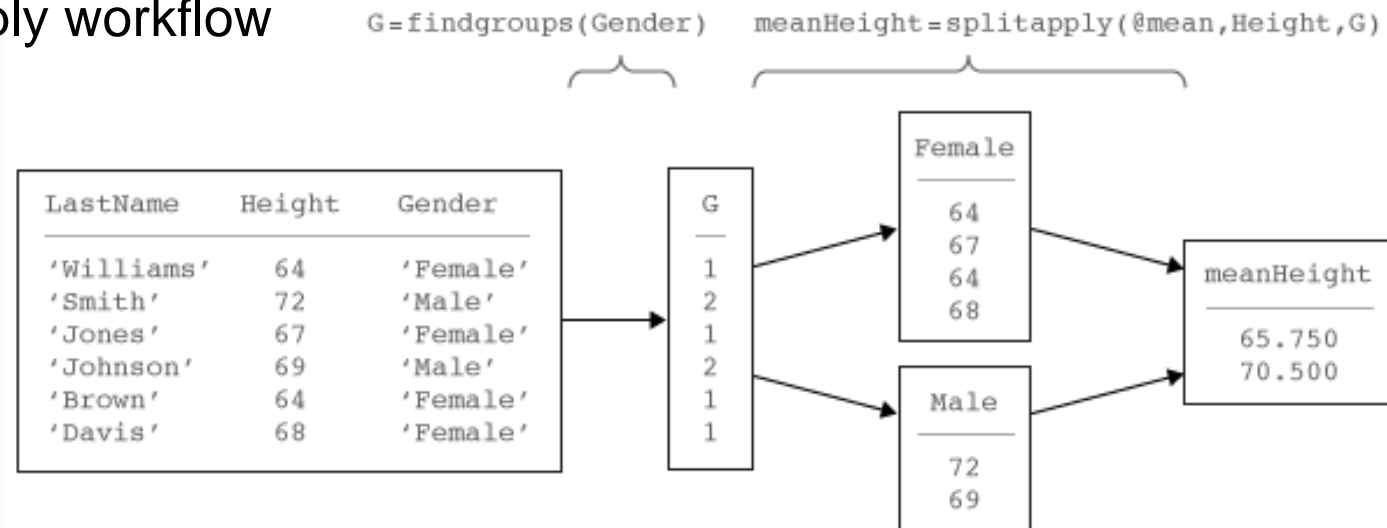 workflow
G=findgroups(Gender) meanHeight=splitapply(@mean,Height,G)
LastName Height Gender
‘Williams’ 64 ‘Female’
‘Smith’ 72 ‘Male’
‘Jones’ 67 ‘Female’
‘Johnson’ 69 ‘Male’
‘Brown’ 64 ‘Female’
‘Davis’ 68 ‘Female’
G
1
2
1
2
1
1
Female
64
67
64
68
Male
72
69
meanHeight
65.750
70.500